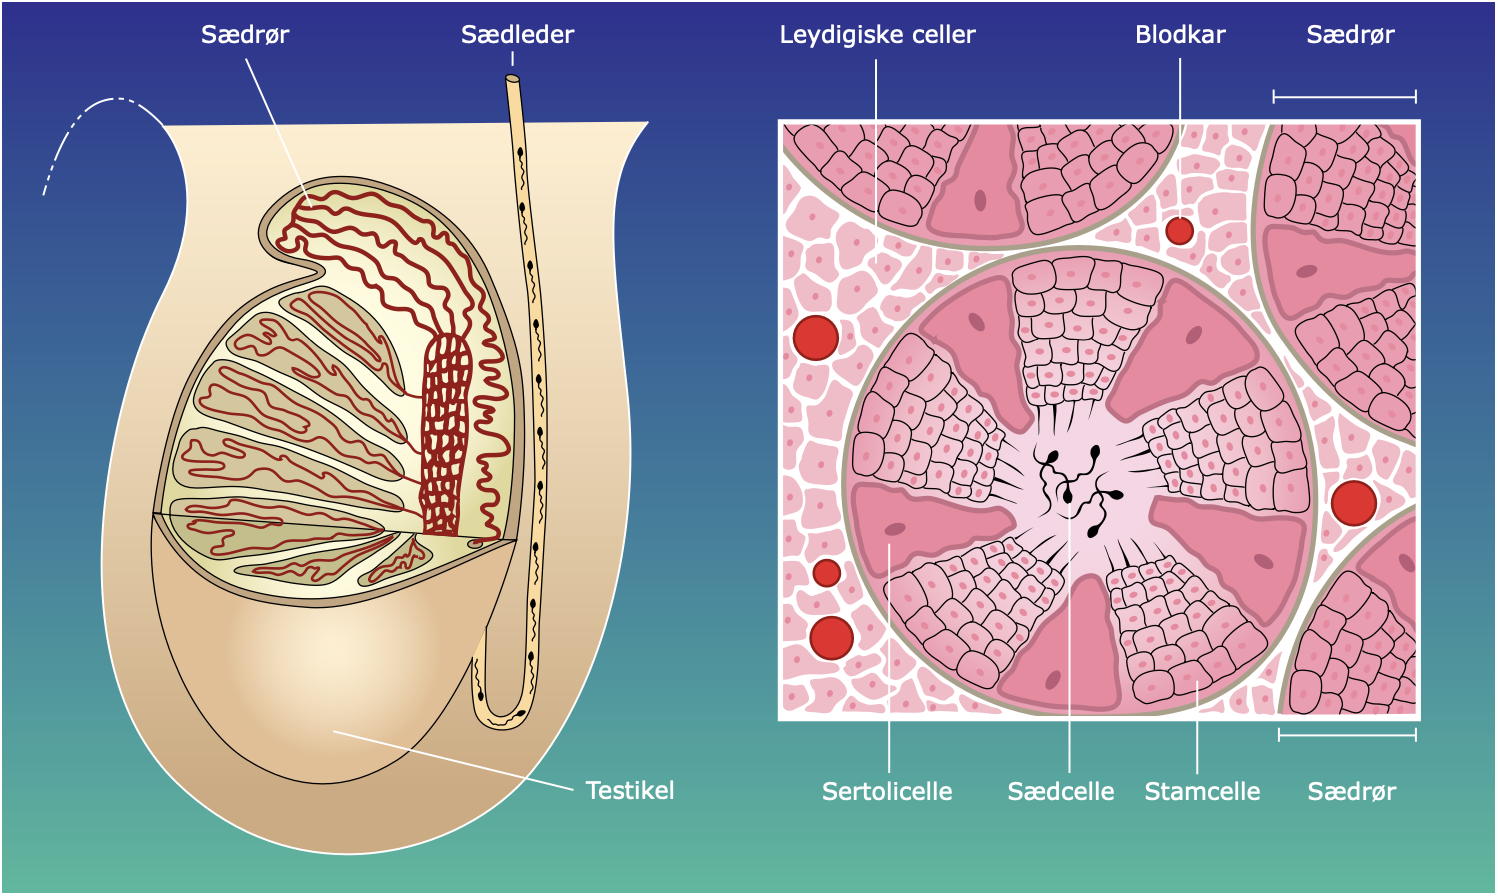 Sædrør
Sædleder
Leydigiske celler
Blodkar
Sædrør
Testikel
Sertolicelle
Sædcelle
Stamcelle
Sædrør